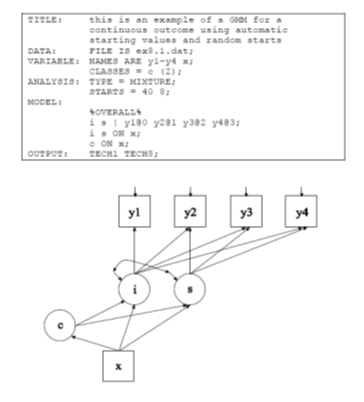 TITLE: this is an example of a GMM for a
continuous outcome using automatic
starting values and random starts
DATA: FILE IS ex8.1.dat;
VARIABLE: NAMES ARE y1-y4 x;
CLASSES = c (2);
ANALYSIS: TYPE = MIXTURE;
STARTS = 40 8;
MODEL:
%OVERALL%
i s | y1@0 y2@1 y3@2 y4@3;
i s ON x;
c ON x;
OUTPUT: TECH1 TECH8;
y1 y2 y3 y4
i s
c
x